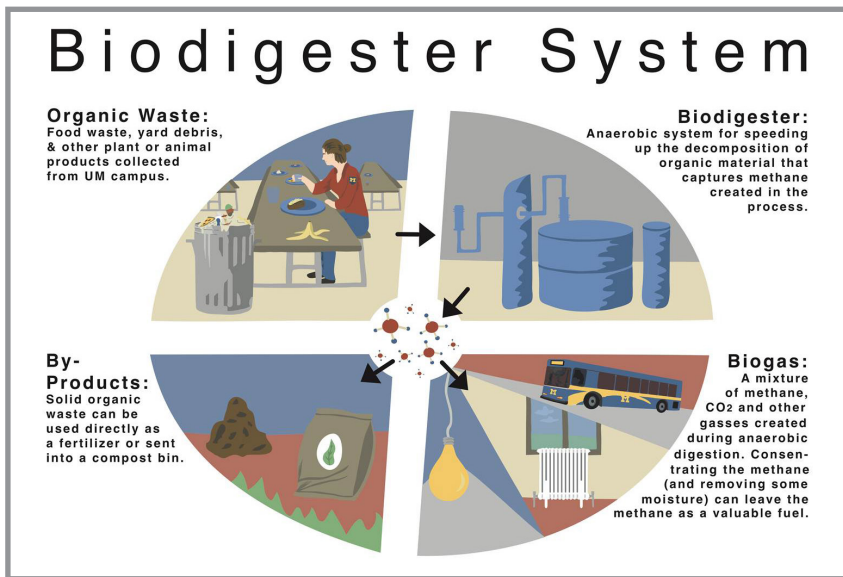 Biodigester System
Organic Waste:
Food waste, yard debris,
& other plant or animal
products collected
from UM campus.
Biodigester:
Anaerobic system for speeding
up the decomposition of
organic material that
captures methane
created in the
process.
By-
Products:
Solid organic
waste can be
used directly as
a fertilizer or sent
into a compost bin.
Biogas:
A mixture
of methane,
CO2 and other
gasses created
during anaerobic
digestion. Consen-
trating the methane
(and removing some
moisture) can leave the
methane as a valuable fuel.
M
M